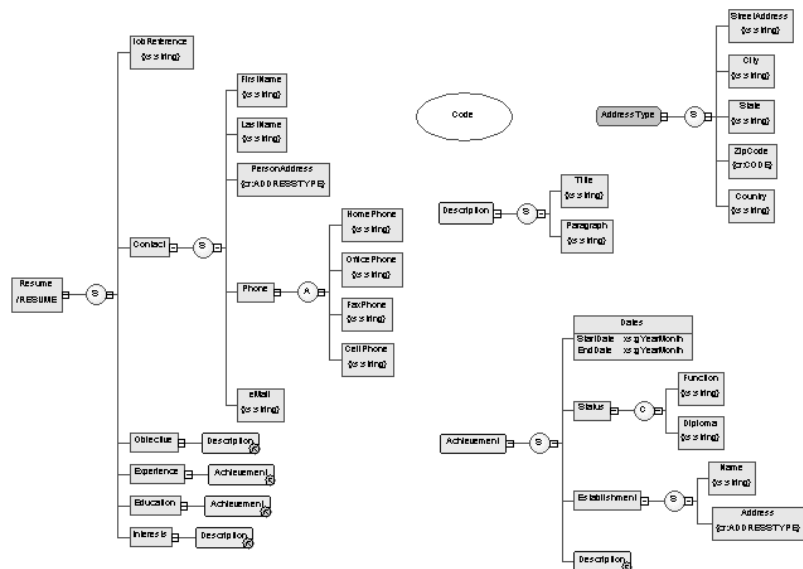 JobReference
{xs:string}
Resume
/RESUME
S
Contact
S
FirstName
{xs:string}
LastName
{xs:string}
PersonAddress
{cr:ADDRESSTYPE}
Phone
A
HomePhone
{xs:string}
OfficePhone
{xs:string}
FaxPhone
{xs:string}
CellPhone
{xs:string}
eMail
{xs:string}
Objective
Description
Experience
Achievement
Education
Achievement
Interests
Description
Code
AddressType
S
StreetAddress
{xs:string}
City
{xs:string}
State
{xs:string}
ZipCode
{cr:CODE}
Country
{xs:string}
Description
S
Title
{xs:string}
Paragraph
{xs:string}
Achievement
S
Dates
StartDate xs:gYearMonth
EndDate xs:gYearMonth
Status
C
Function
{xs:string}
Diploma
{xs:string}
Establishment
S
Name
{xs:string}
Address
{cr:ADDRESSTYPE}
Description